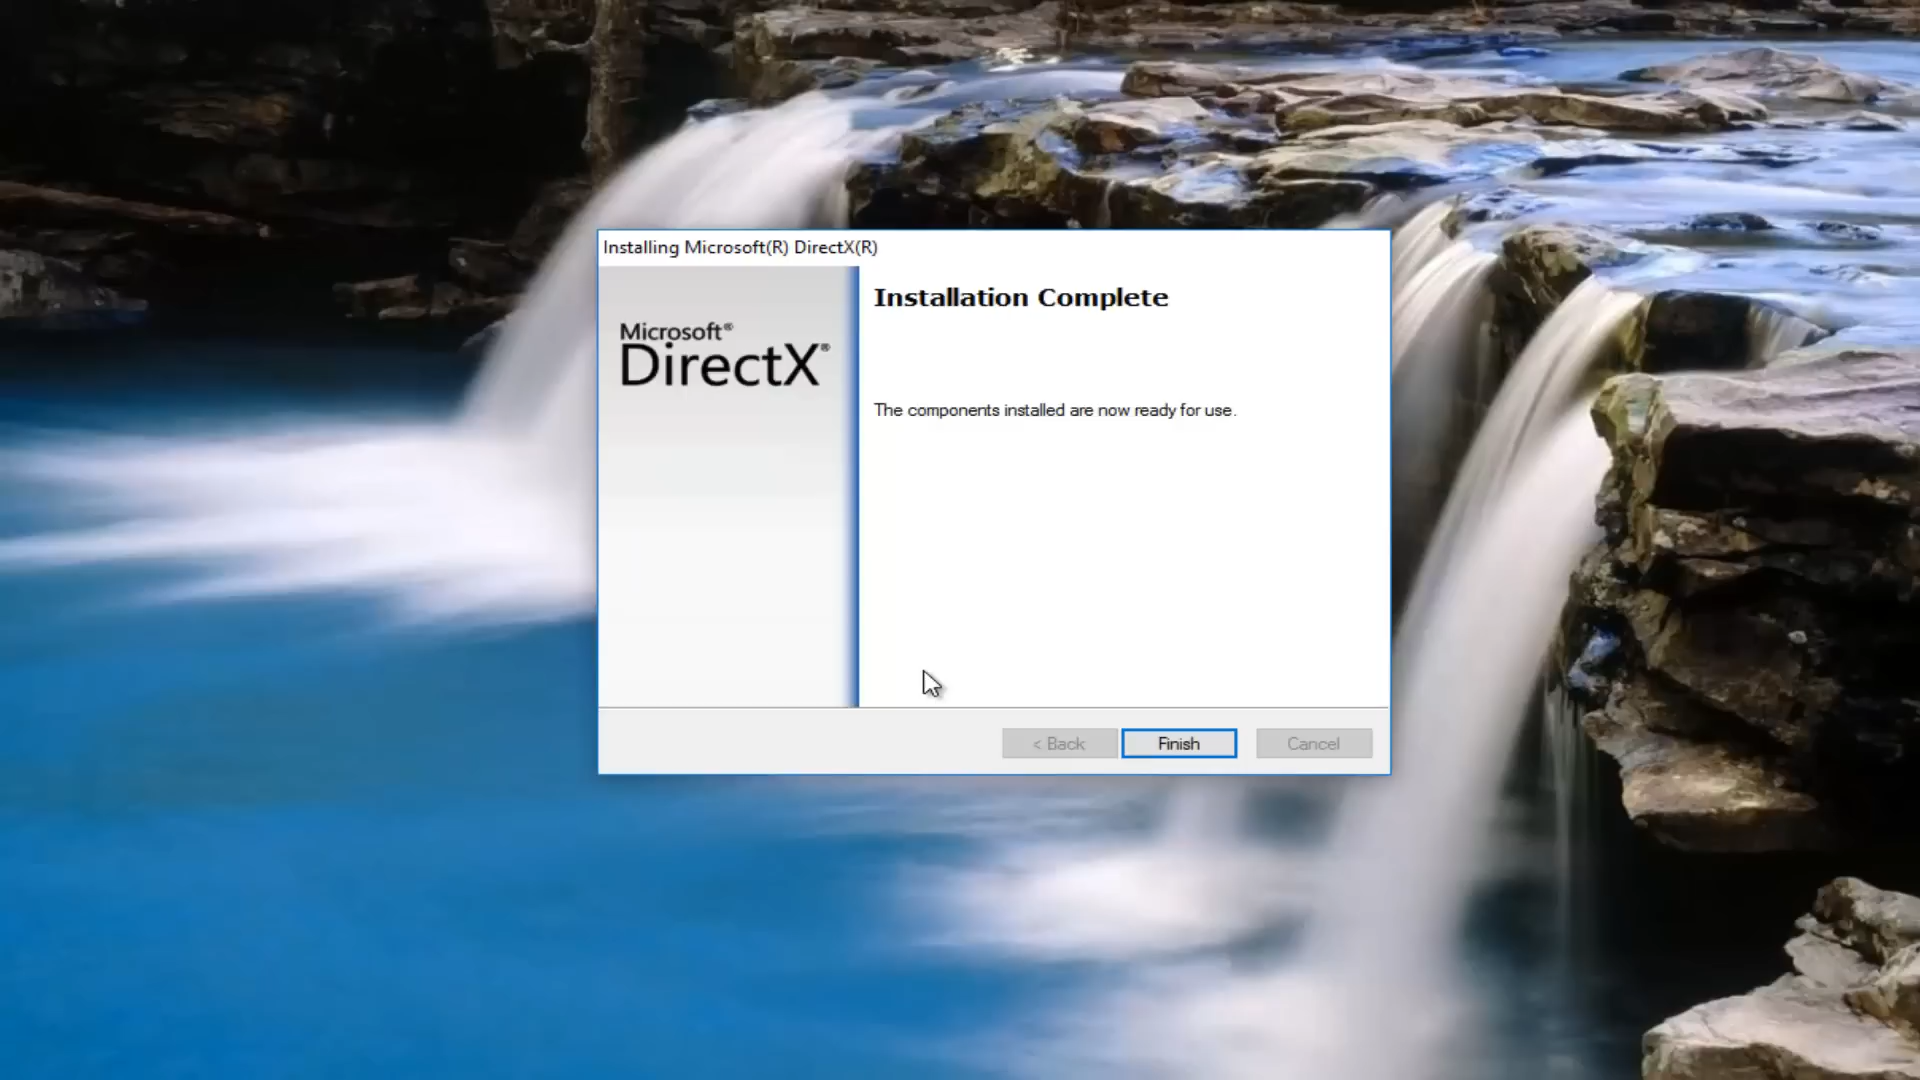 Installing Microsoft(R) DirectX(R)
Installation Complete
Microsoft®
DirectX®
The components installed are now ready for use.
< Back
Finish
Cancel